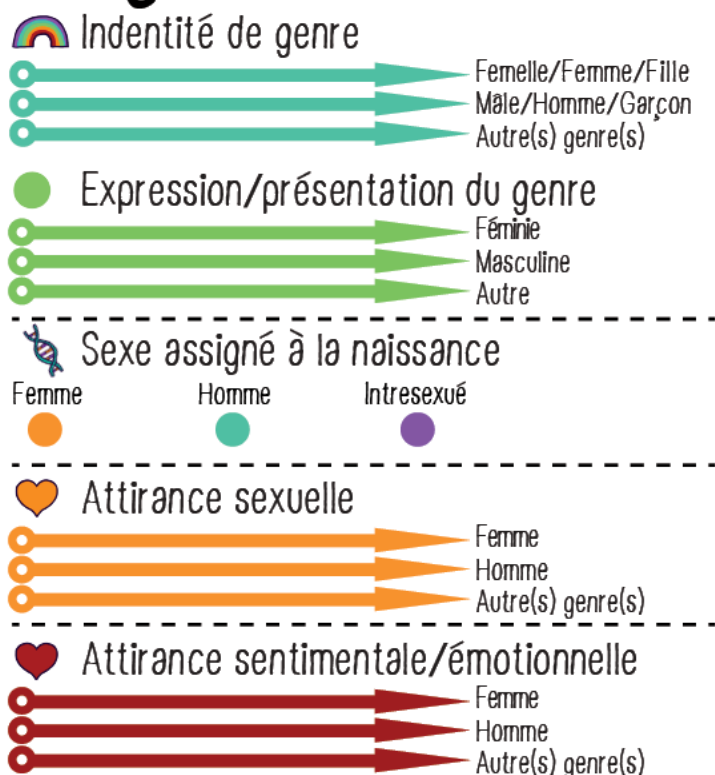 Indentité de genre
Femelle/Femme/Fille
Mâle/Homme/Garçon
Autre(s) genre(s)
Expression/présentation du genre
Féminie
Masculine
Autre
Sexe assigné à la naissance
Femme Homme Intresexué
Attirance sexuelle
Femme
Homme
Autre(s) genre(s)
Attirance sentimentale/émotionnelle
Femme
Homme
Autre(s) genre(s)